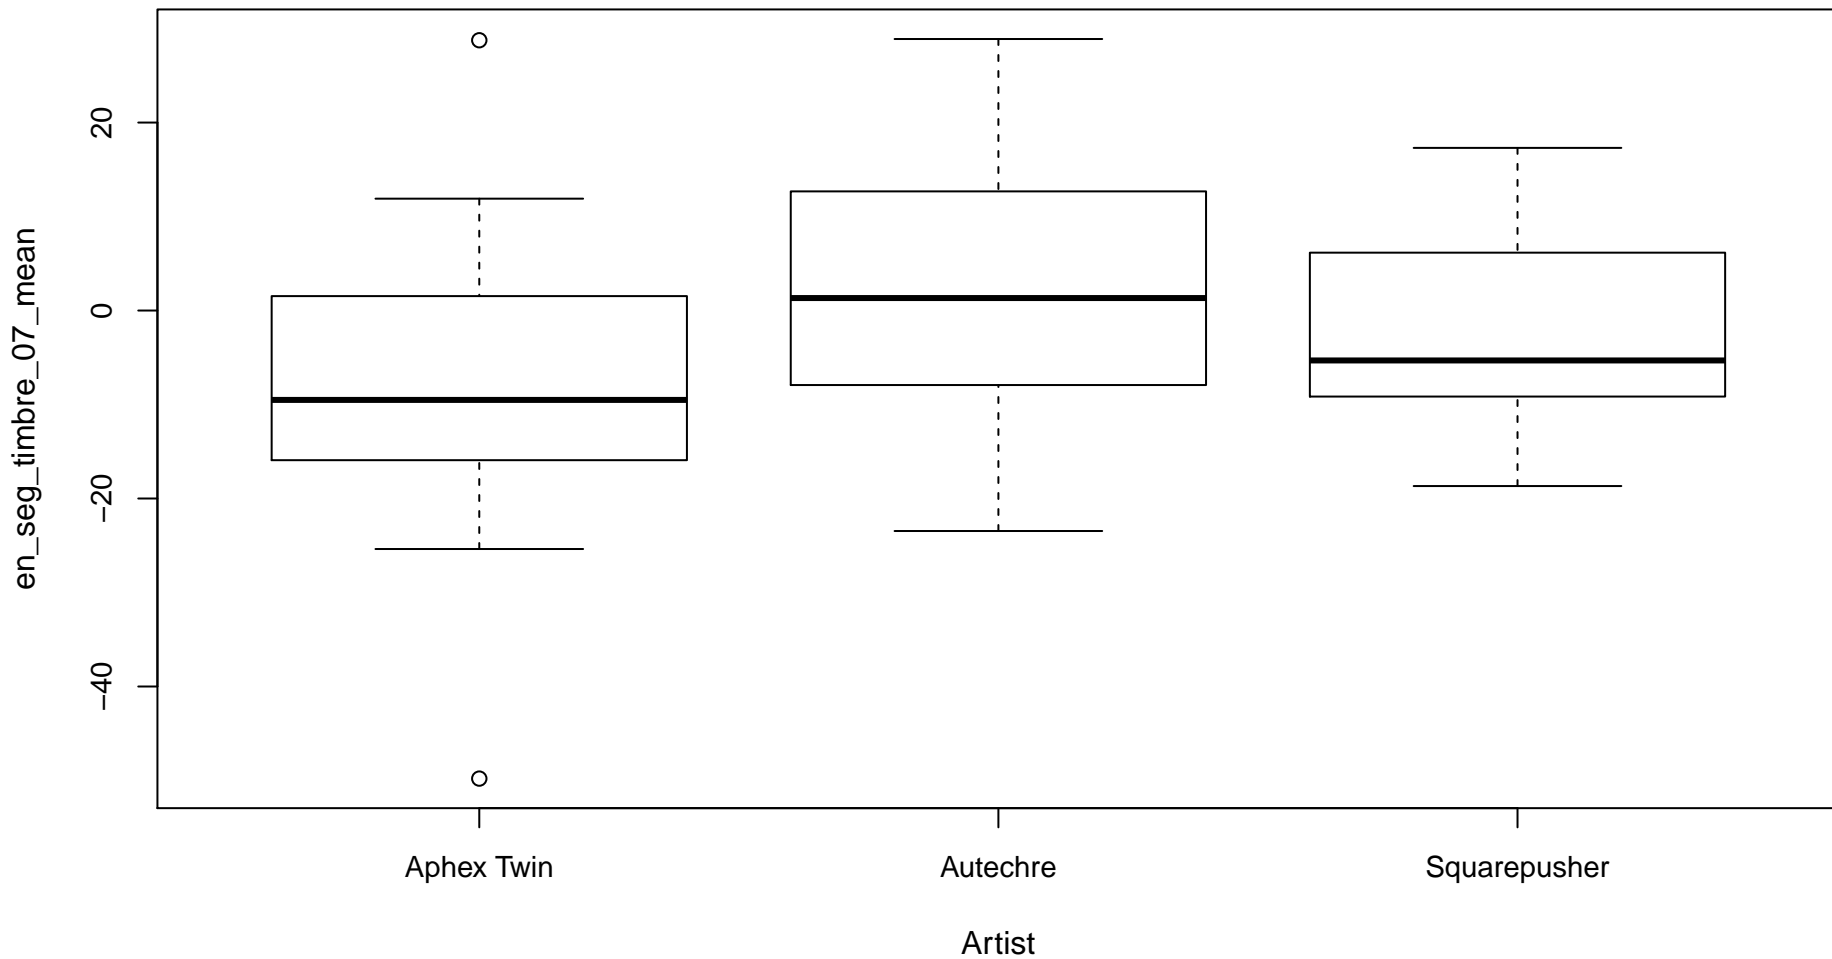 en_seg_timbre_07_mean
20
0
−20
−40
Aphex Twin
Autechre
Squarepusher
Artist